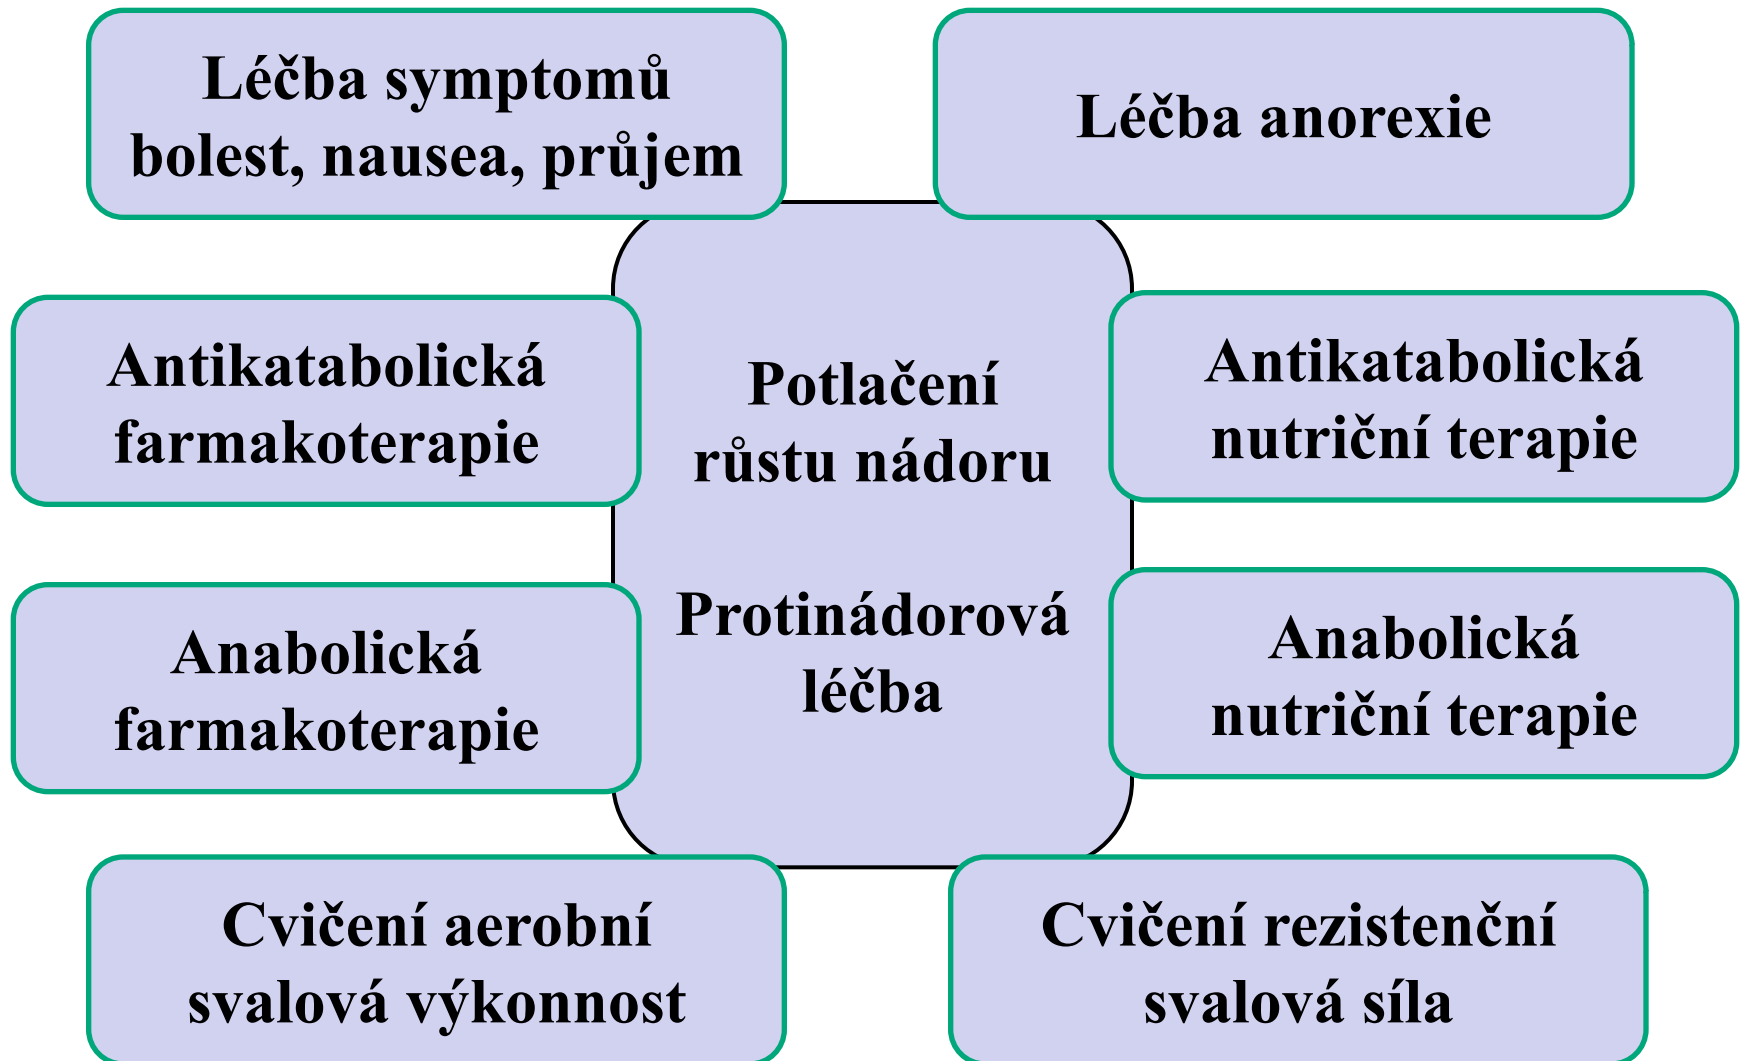 Léčba symptomů
bolest, nausea, průjem
Léčba anorexie
Antikatabolická
farmakoterapie
Potlačení
růstu nádoru
Protinádorová
léčba
Antikatabolická
nutriční terapie
Anabolická
farmakoterapie
Anabolická
nutriční terapie
Cvičení aerobní
svalová výkonnost
Cvičení rezistenční
svalová síla